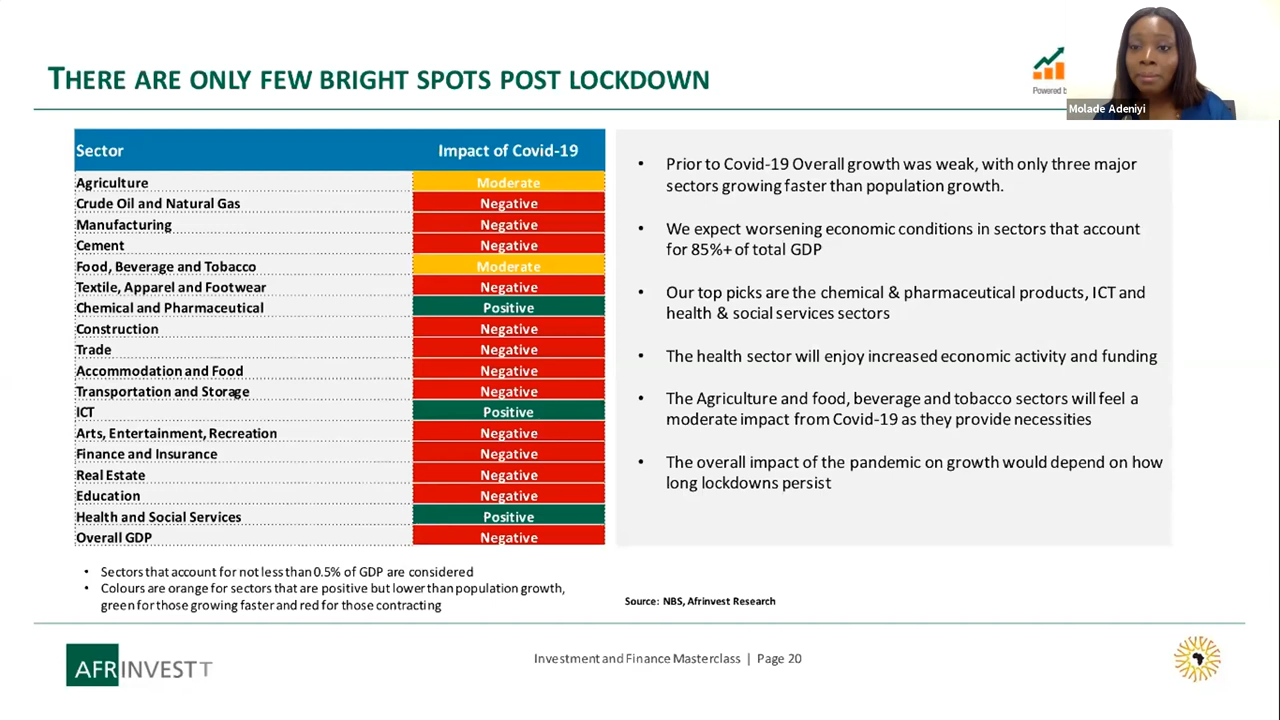 THERE ARE ONLY FEW BRIGHT SPOTS POST LOCKDOWN
Powered
Molade Adeniyi
Sector Impact of Covid-19
Agriculture Moderate
Crude Oil and Natural Gas Negative
Manufacturing Negative
Cement Negative
Food, Beverage and Tobacco Moderate
Textile, Apparel and Footwear Negative
Chemical and Pharmaceutical Positive
Construction Negative
Trade Negative
Accommodation and Food Negative
Transportation and Storage Negative
ICT Positive
Arts, Entertainment, Recreation Negative
Finance and Insurance Negative
Real Estate Negative
Education Negative
Health and Social Services Positive
Overall GDP Negative
• Sectors that account for not less than 0.5% of GDP are considered
• Colours are orange for sectors that are positive but lower than population growth,
green for those growing faster and red for those contracting
• Prior to Covid-19 Overall growth was weak, with only three major
sectors growing faster than population growth.
• We expect worsening economic conditions in sectors that account
for 85%+ of total GDP
• Our top picks are the chemical & pharmaceutical products, ICT and
health & social services sectors
• The health sector will enjoy increased economic activity and funding
• The Agriculture and food, beverage and tobacco sectors will feel a
moderate impact from Covid-19 as they provide necessities
• The overall impact of the pandemic on growth would depend on how
long lockdowns persist
Source: NBS, Afrinvest Research
AFRINVEST
Investment and Finance Masterclass | Page 20